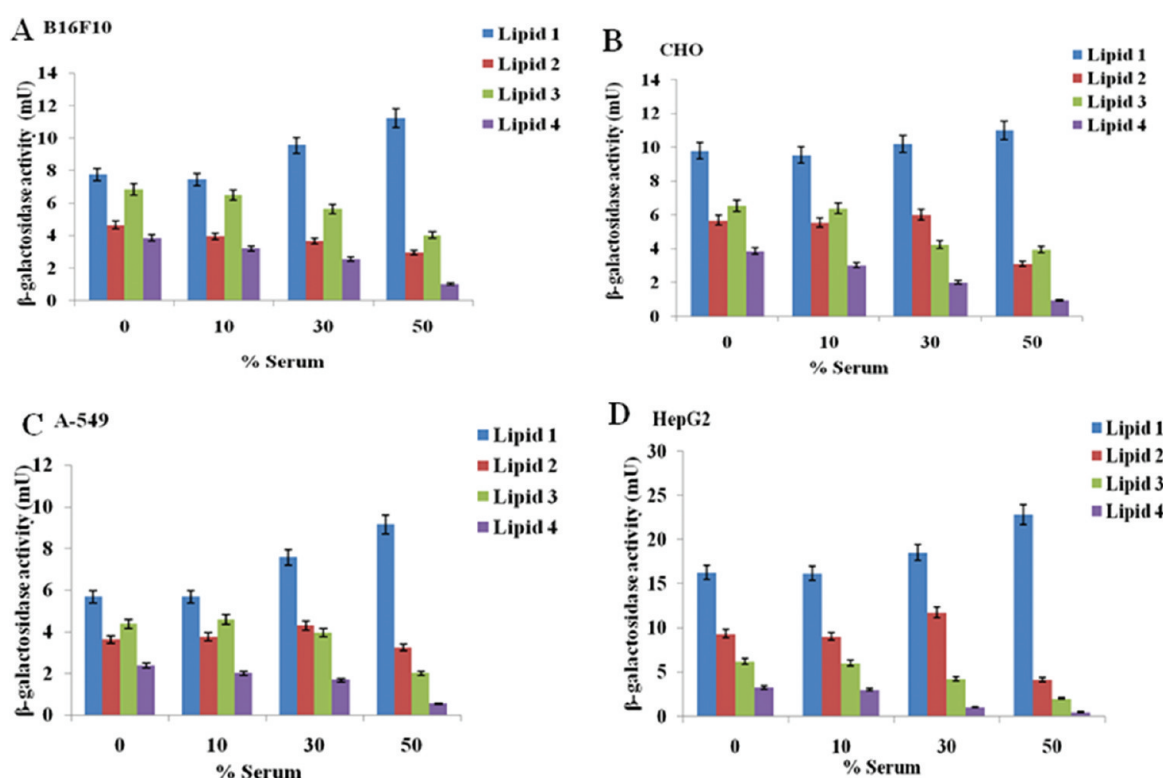 A B16F10
Lipid 1
Lipid 2
Lipid 3
Lipid 4
β-galactosidase activity (mU)
14
12
10
8
6
4
2
0
0 10 30 50
% Serum
B CHO
Lipid 1
Lipid 2
Lipid 3
Lipid 4
β-galactosidase activity (mU)
14
12
10
8
6
4
2
0
0 10 30 50
% Serum
C A-549
Lipid 1
Lipid 2
Lipid 3
Lipid 4
β-galactosidase activity (mU)
12
10
8
6
4
2
0
0 10 30 50
% Serum
D HepG2
Lipid 1
Lipid 2
Lipid 3
Lipid 4
β-galactosidase activity (mU)
30
25
20
15
10
5
0
0 10 30 50
% Serum